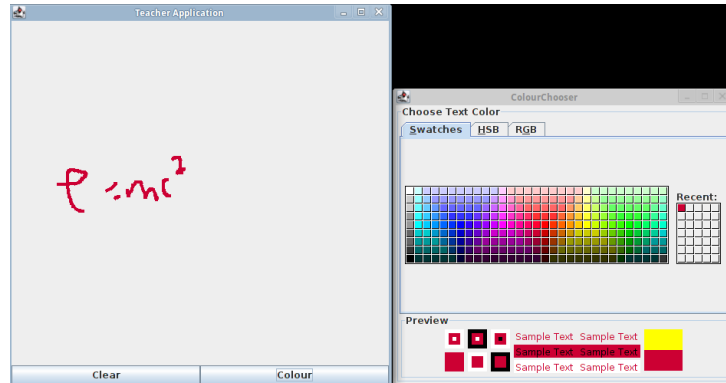 Teacher Application
e=mc²
Clear Colour
ColourChooser
Choose Text Color
Swatches HSB RGB
Recent:
Preview
Sample Text Sample Text
Sample Text Sample Text
Sample Text Sample Text